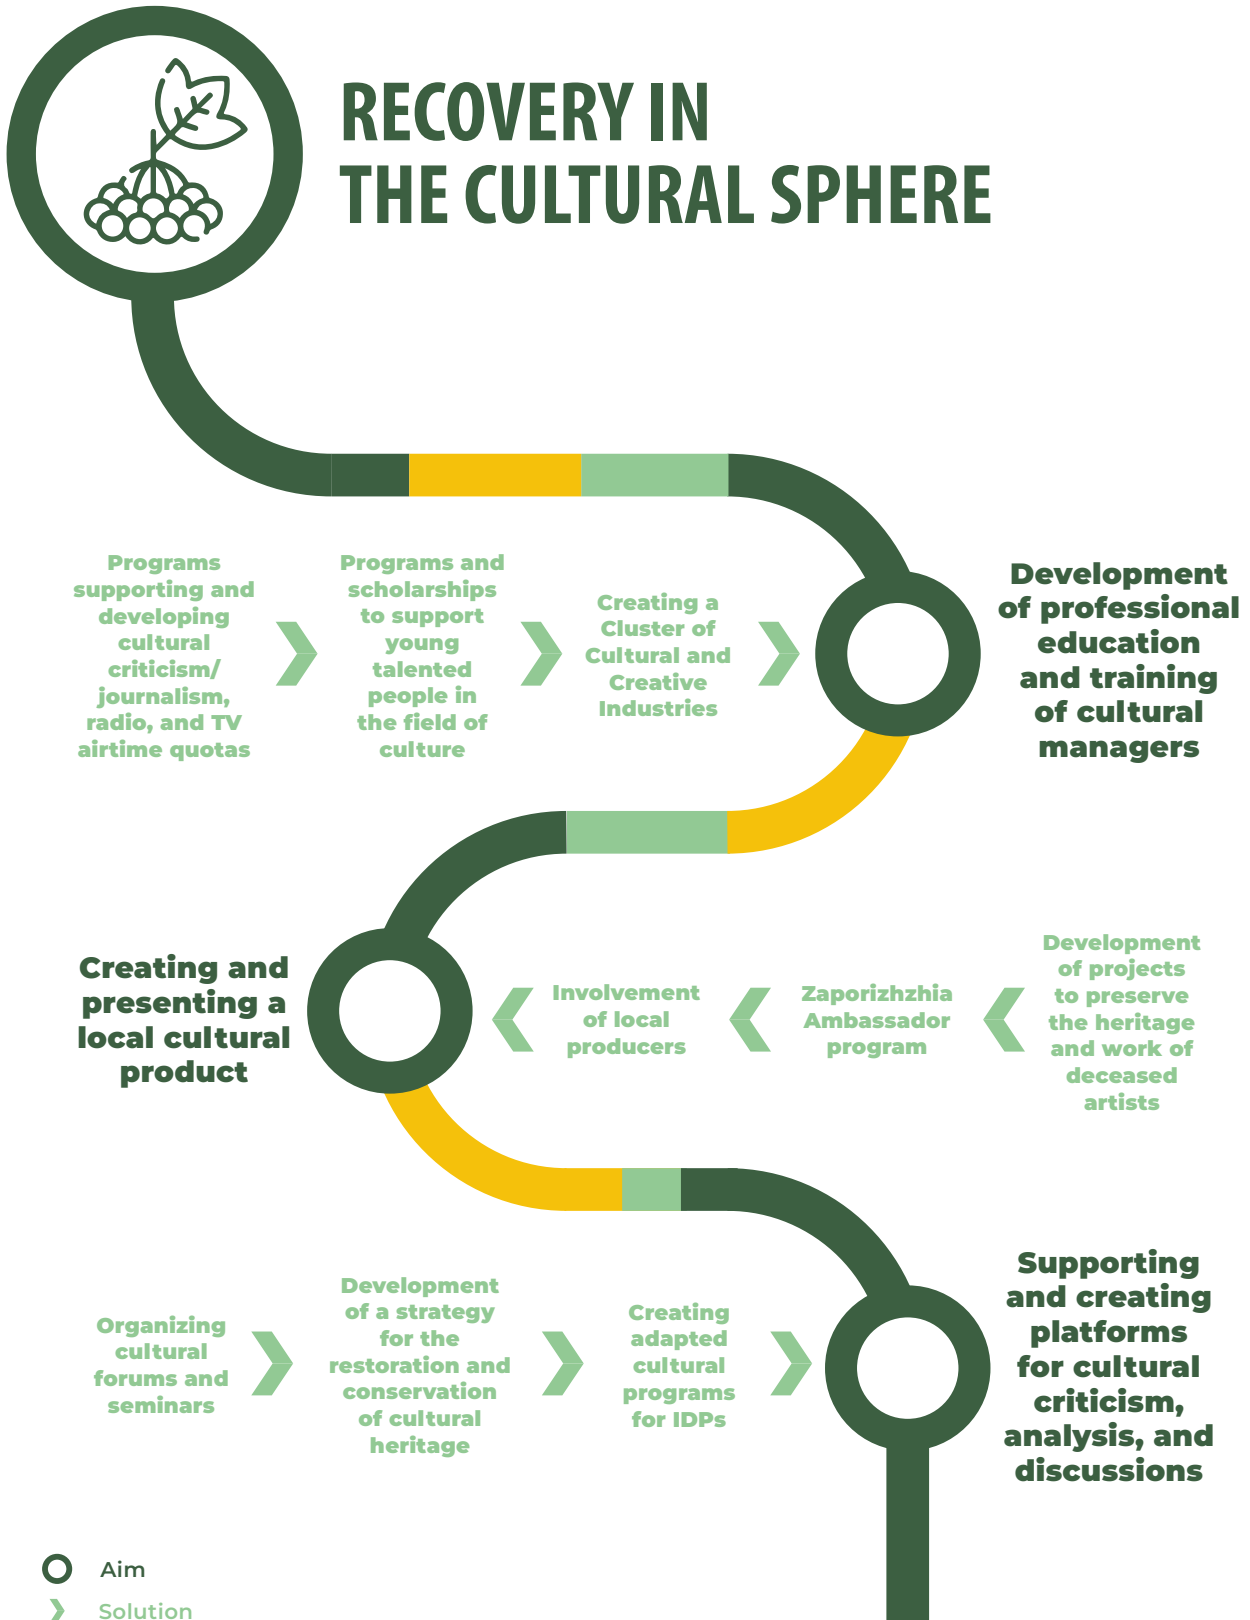 RECOVERY IN
THE CULTURAL SPHERE
Programs
supporting and
developing
cultural
criticism/
journalism,
radio, and TV
airtime quotas
Programs and
scholarships
to support
young
talented
people in
the field of
culture
Creating a
Cluster of
Cultural and
Creative
Industries
Development
of professional
education
and training
of cultural
managers
Creating and
presenting a
local cultural
product
Involvement
of local
producers
Zaporizhzhia
Ambassador
program
Development
of projects
to preserve
the heritage
and work of
deceased
artists
Organizing
cultural
forums and
seminars
Development
of a strategy
for the
restoration and
conservation
of cultural
heritage
Creating
adapted
cultural
programs
for IDPs
Supporting
and creating
platforms
for cultural
criticism,
analysis, and
discussions
Aim
Solution